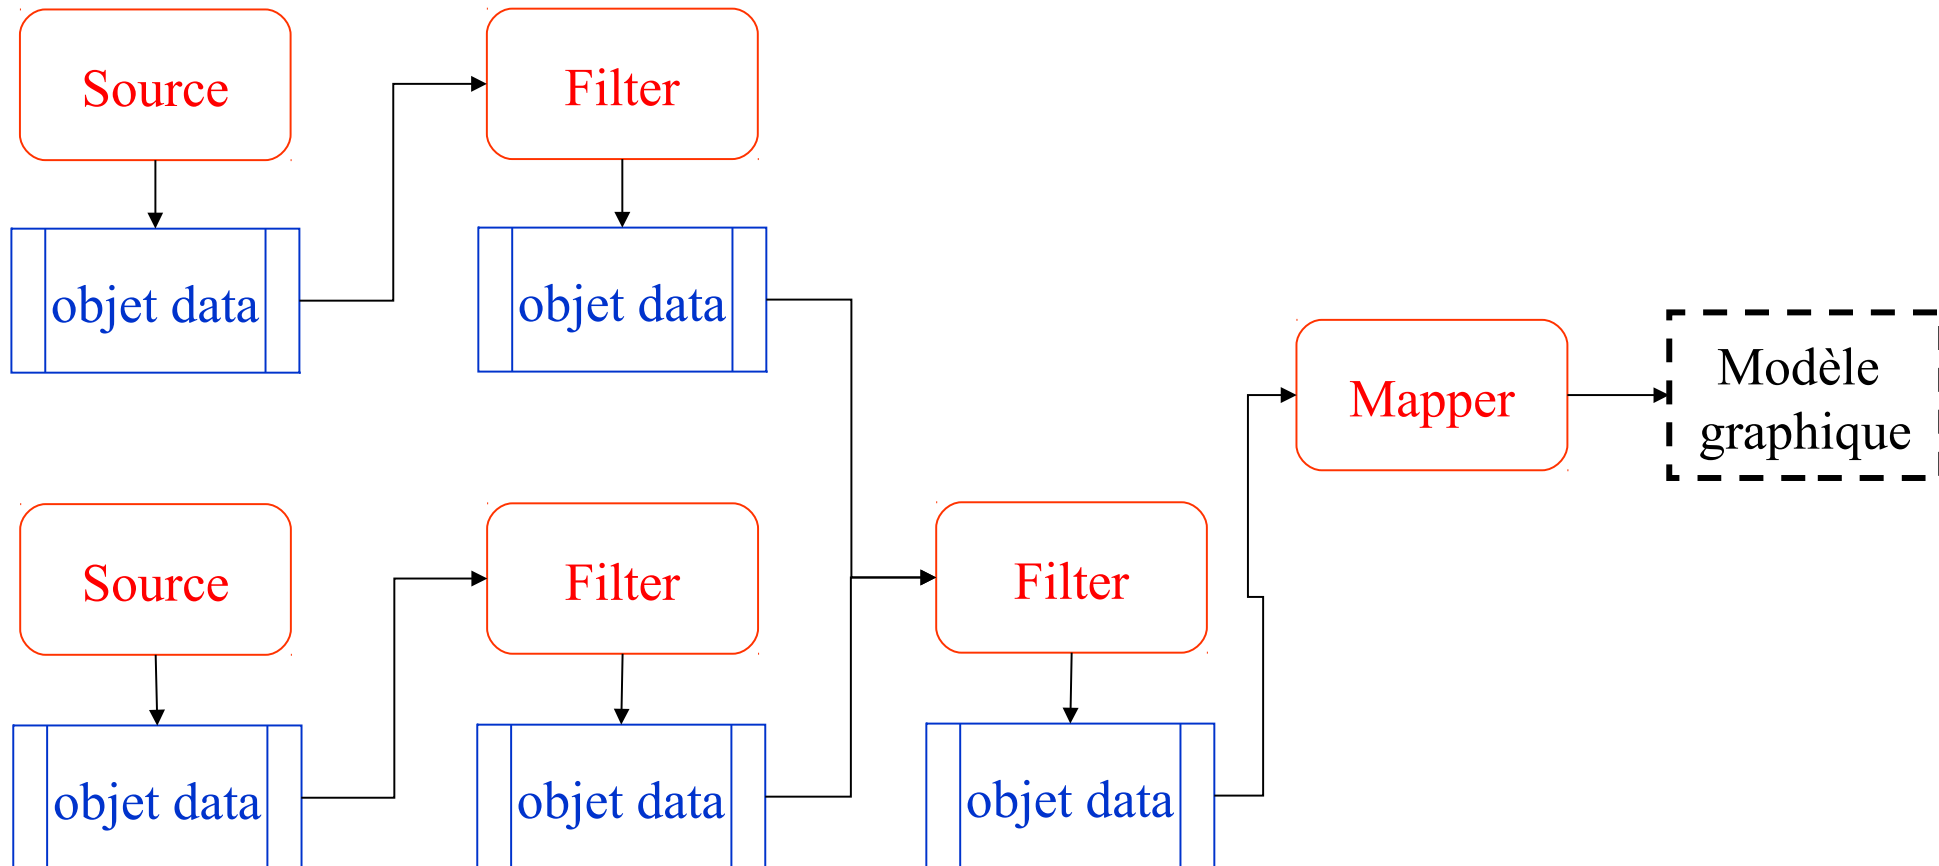 Source
Filter
objet data
objet data
Mapper
Modèle
graphique
Source
Filter
Filter
objet data
objet data
objet data